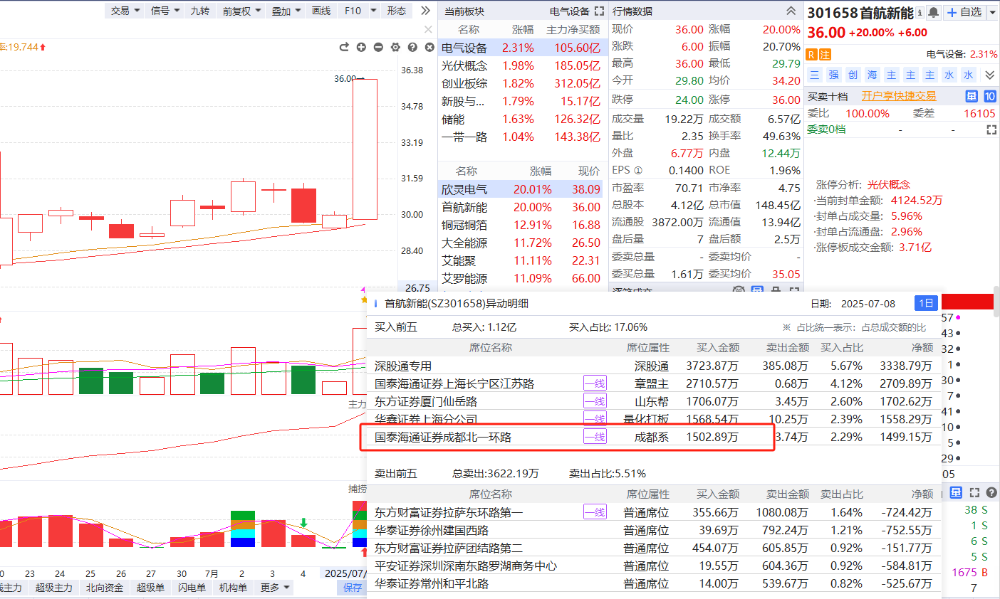 交易 信号 九转 前复权 叠加 画线 F10 形态
率:19.744
36.38
36.00
34.78
33.19
31.59
30.00
28.40
26.75
主力
捕捞
23 24 25 26 27 30 7月 2 3 4 2025/07/
线主力 超级主力 北向资金 超级单 闪电单 机构单 更多 保存
当前板块 电气设备
名称 涨幅 主力净买额
电气设备 2.31% 105.60亿
光伏概念 1.98% 185.05亿
创业板综 1.82% 312.05亿
新股与... 1.79% 15.17亿
储能 1.63% 126.32亿
一带一路 1.04% 143.38亿
名称 涨幅 现价
欣灵电气 20.01% 38.09
首航新能 20.00% 36.00
铜冠铜箔 12.91% 16.88
大全能源 11.72% 26.50
艾能聚 11.11% 22.31
艾罗能源 11.09% 66.00
行情数据
现价 36.00 涨幅 20.00%
涨跌 6.00 振幅 20.70%
最高 36.00 最低 29.79
今开 29.80 均价 34.20
跌停 24.00 涨停 36.00
成交量 19.22万 成交额 6.57亿
量比 2.35 换手率 49.63%
外盘 6.77万 内盘 12.44万
EPS ① 0.1400 ROE 1.96%
市盈率 70.71 市净率 4.75
总股本 4.12亿 总市值 148.45亿
流通股 3872.00万 流通值 13.94亿
盘后量 7 盘后额 2.5万
委卖总量 - 委卖均价 -
委买总量 1.61万 委买均价 35.05
逐笔成交
301658首航新能 自选
36.00 +20.00% +6.00
R 注 电气设备: 2.31%
三 强 创 海 主 主 主 水 水
买卖十档 开户享快捷交易 量 10
委比 100.00% 委差 16105
委卖0档 - -
涨停分析: 光伏概念
·当前封单金额: 4124.52万
·封单占成交量: 5.96%
·封单占流通盘: 2.96%
·涨停板成交金额: 3.71亿
首航新能(SZ301658)异动明细 日期: 2025-07-08 1日
买入前五 总买入: 1.12亿 买入占比: 17.06% ※ 占比统一表示: 占总成交额的比
席位名称 席位属性 买入金额 卖出金额 买入占比 净额
深股通专用 深股通 3723.87万 385.08万 5.67% 3338.79万
国泰海通证券上海长宁区江苏路 一线 章盟主 2710.57万 0.68万 4.12% 2709.89万
东方证券厦门仙岳路 一线 山东帮 1706.07万 3.45万 2.60% 1702.62万
华鑫证券上海分公司 一线 量化打板 1568.54万 10.25万 2.39% 1558.29万
国泰海通证券成都北一环路 一线 成都系 1502.89万 3.74万 2.29% 1499.15万
卖出前五 总卖出:3622.19万 卖出占比:5.51%
席位名称 席位属性 买入金额 卖出金额 卖出占比 净额
东方财富证券拉萨东环路第一 一线 普通席位 355.66万 1080.08万 1.64% -724.42万
华泰证券徐州建国西路 普通席位 39.69万 792.24万 1.21% -752.55万
东方财富证券拉萨团结路第二 普通席位 454.07万 605.85万 0.92% -151.77万
平安证券深圳深南东路罗湖商务中心 普通席位 19.55万 604.36万 0.92% -584.81万
华泰证券常州和平北路 普通席位 14.00万 539.67万 0.82% -525.67万
57
43
32
1
30
7
41
10
5
29
05
量
38 S
1 S
6 S
5 S
1675 B
7